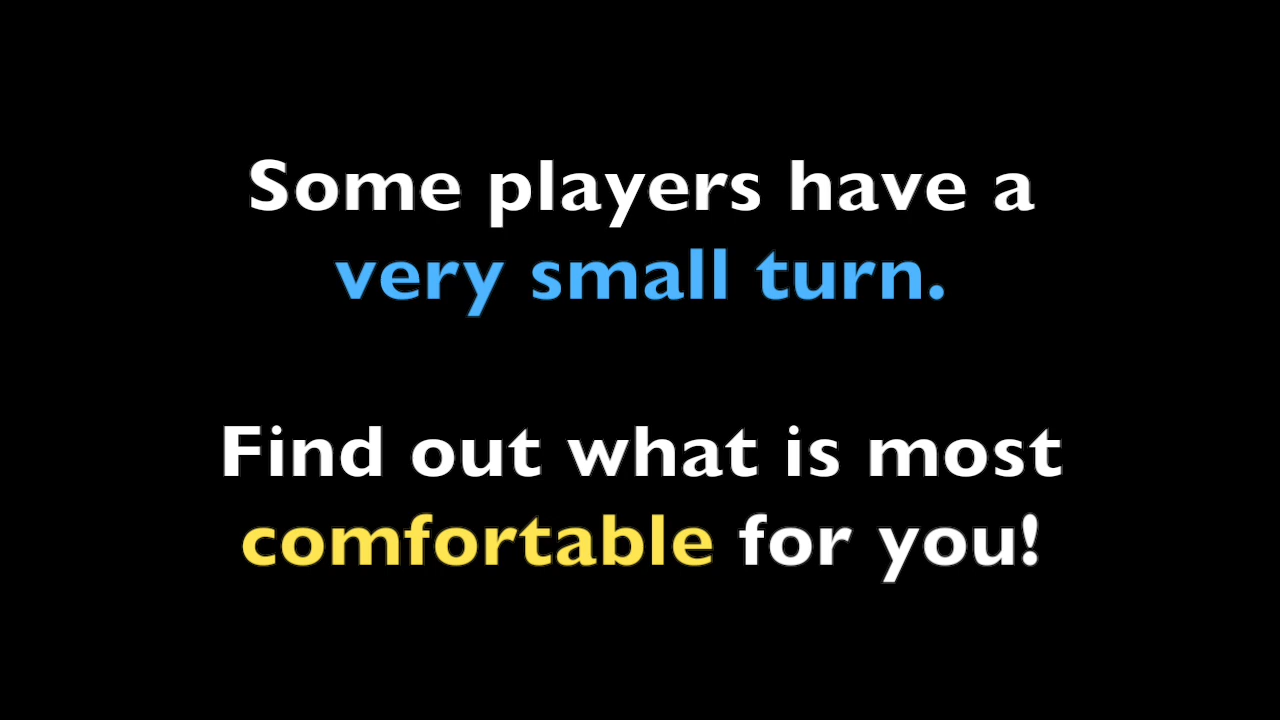 Some players have a
very small turn.
Find out what is most
comfortable for you!